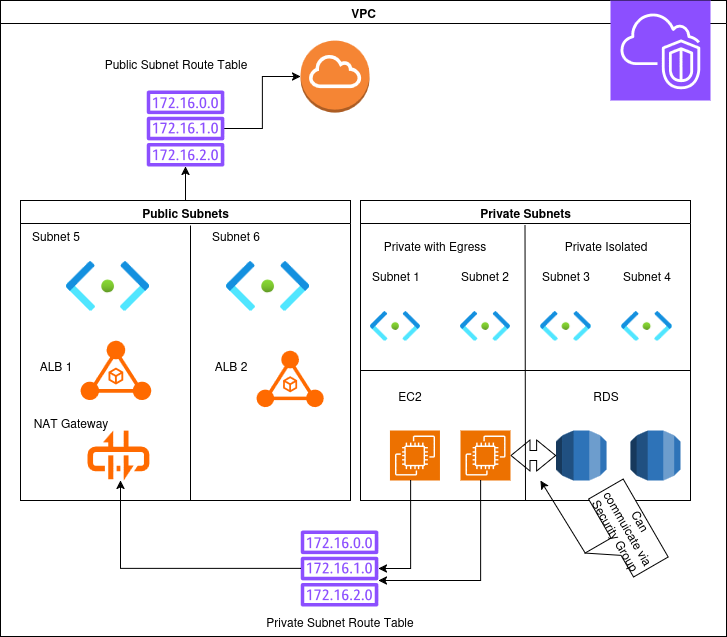 VPC
Public Subnet Route Table
172.16.0.0
172.16.1.0
172.16.2.0
Public Subnets
Private Subnets
Subnet 5
Subnet 6
Private with Egress
Private Isolated
Subnet 1
Subnet 2
Subnet 3
Subnet 4
ALB 1
ALB 2
EC2
RDS
NAT Gateway
Can
commuicate via
Security Group
172.16.0.0
172.16.1.0
172.16.2.0
Private Subnet Route Table